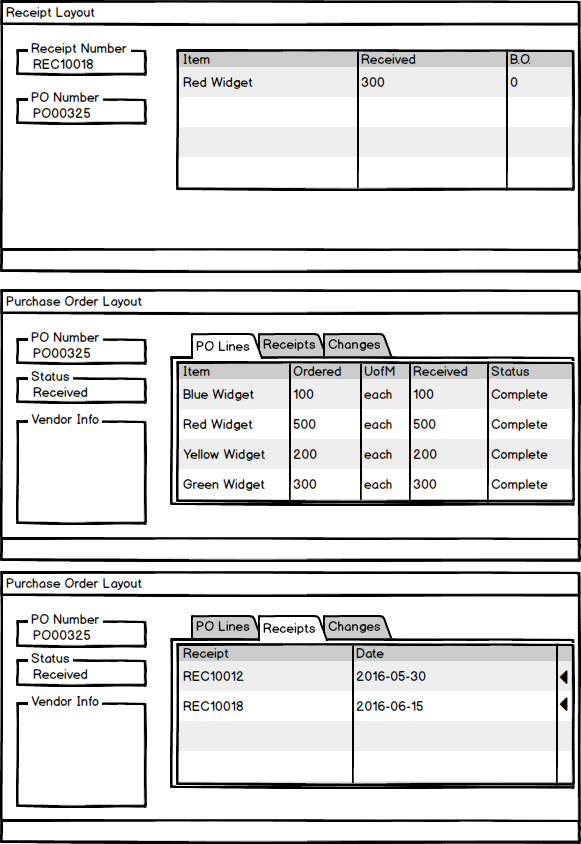 Receipt Layout
Receipt Number
REC10018
PO Number
PO00325
Item Received B.O.
Red Widget 300 0
Purchase Order Layout
PO Number
PO00325
Status
Received
Vendor Info
PO Lines Receipts Changes
Item Ordered UofM Received Status
Blue Widget 100 each 100 Complete
Red Widget 500 each 500 Complete
Yellow Widget 200 each 200 Complete
Green Widget 300 each 300 Complete
Purchase Order Layout
PO Number
PO00325
Status
Received
Vendor Info
PO Lines Receipts Changes
Receipt Date
REC10012 2016-05-30
REC10018 2016-06-15